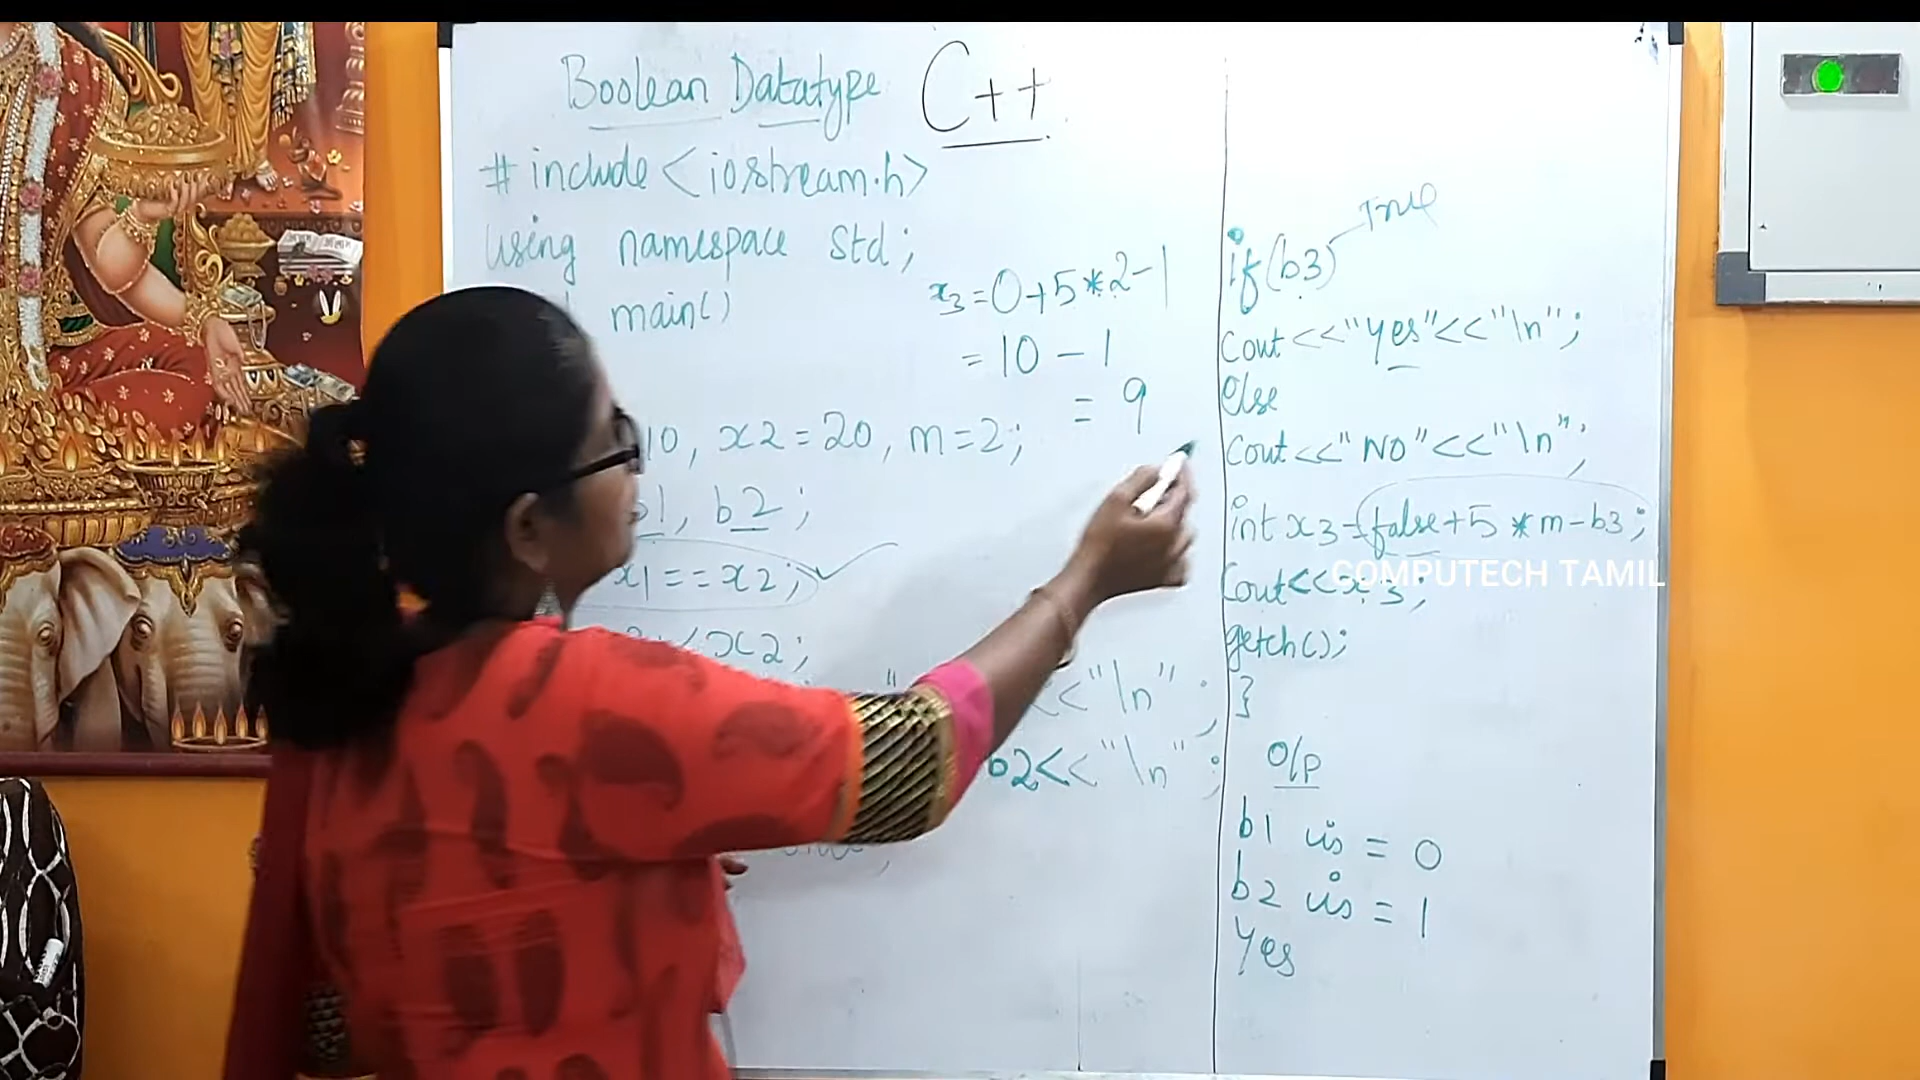 Boolean Datatype C++
# include <iostream.h>
using namespace std;
main()
10, x2=20, m=2;
b1, b2;
x1==x2;
x2;
<<"\n";
b2<<"\n";
x3=0+5*2-1
=10-1
=9
True
if(b3)
Cout<<"yes"<<"\n";
Else
Cout<<"NO"<<"\n";
int x3=false+5*m-b3;
COMPUTECH TAMIL
Cout<<x3;
getch();
}
O/P
b1 is = 0
b2 is = 1
Yes